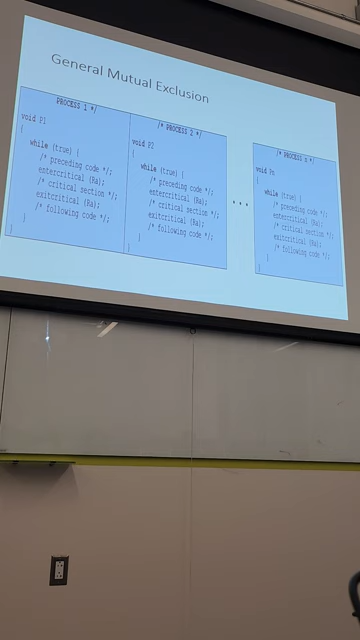 General Mutual Exclusion
PROCESS 1 */
void P1
{
while (true) {
/* preceding code */;
entercritical (Ra);
/* critical section */;
exitcritical (Ra);
/* following code */;
}
}
/* PROCESS 2 */
void P2
{
while (true) {
/* preceding code */;
entercritical (Ra);
/* critical section */;
exitcritical (Ra);
/* following code */;
}
}
•••
/* PROCESS n */
void Pn
{
while (true) {
/* preceding code */;
entercritical (Ra);
/* critical section */;
exitcritical (Ra);
/* following code */;
}
}